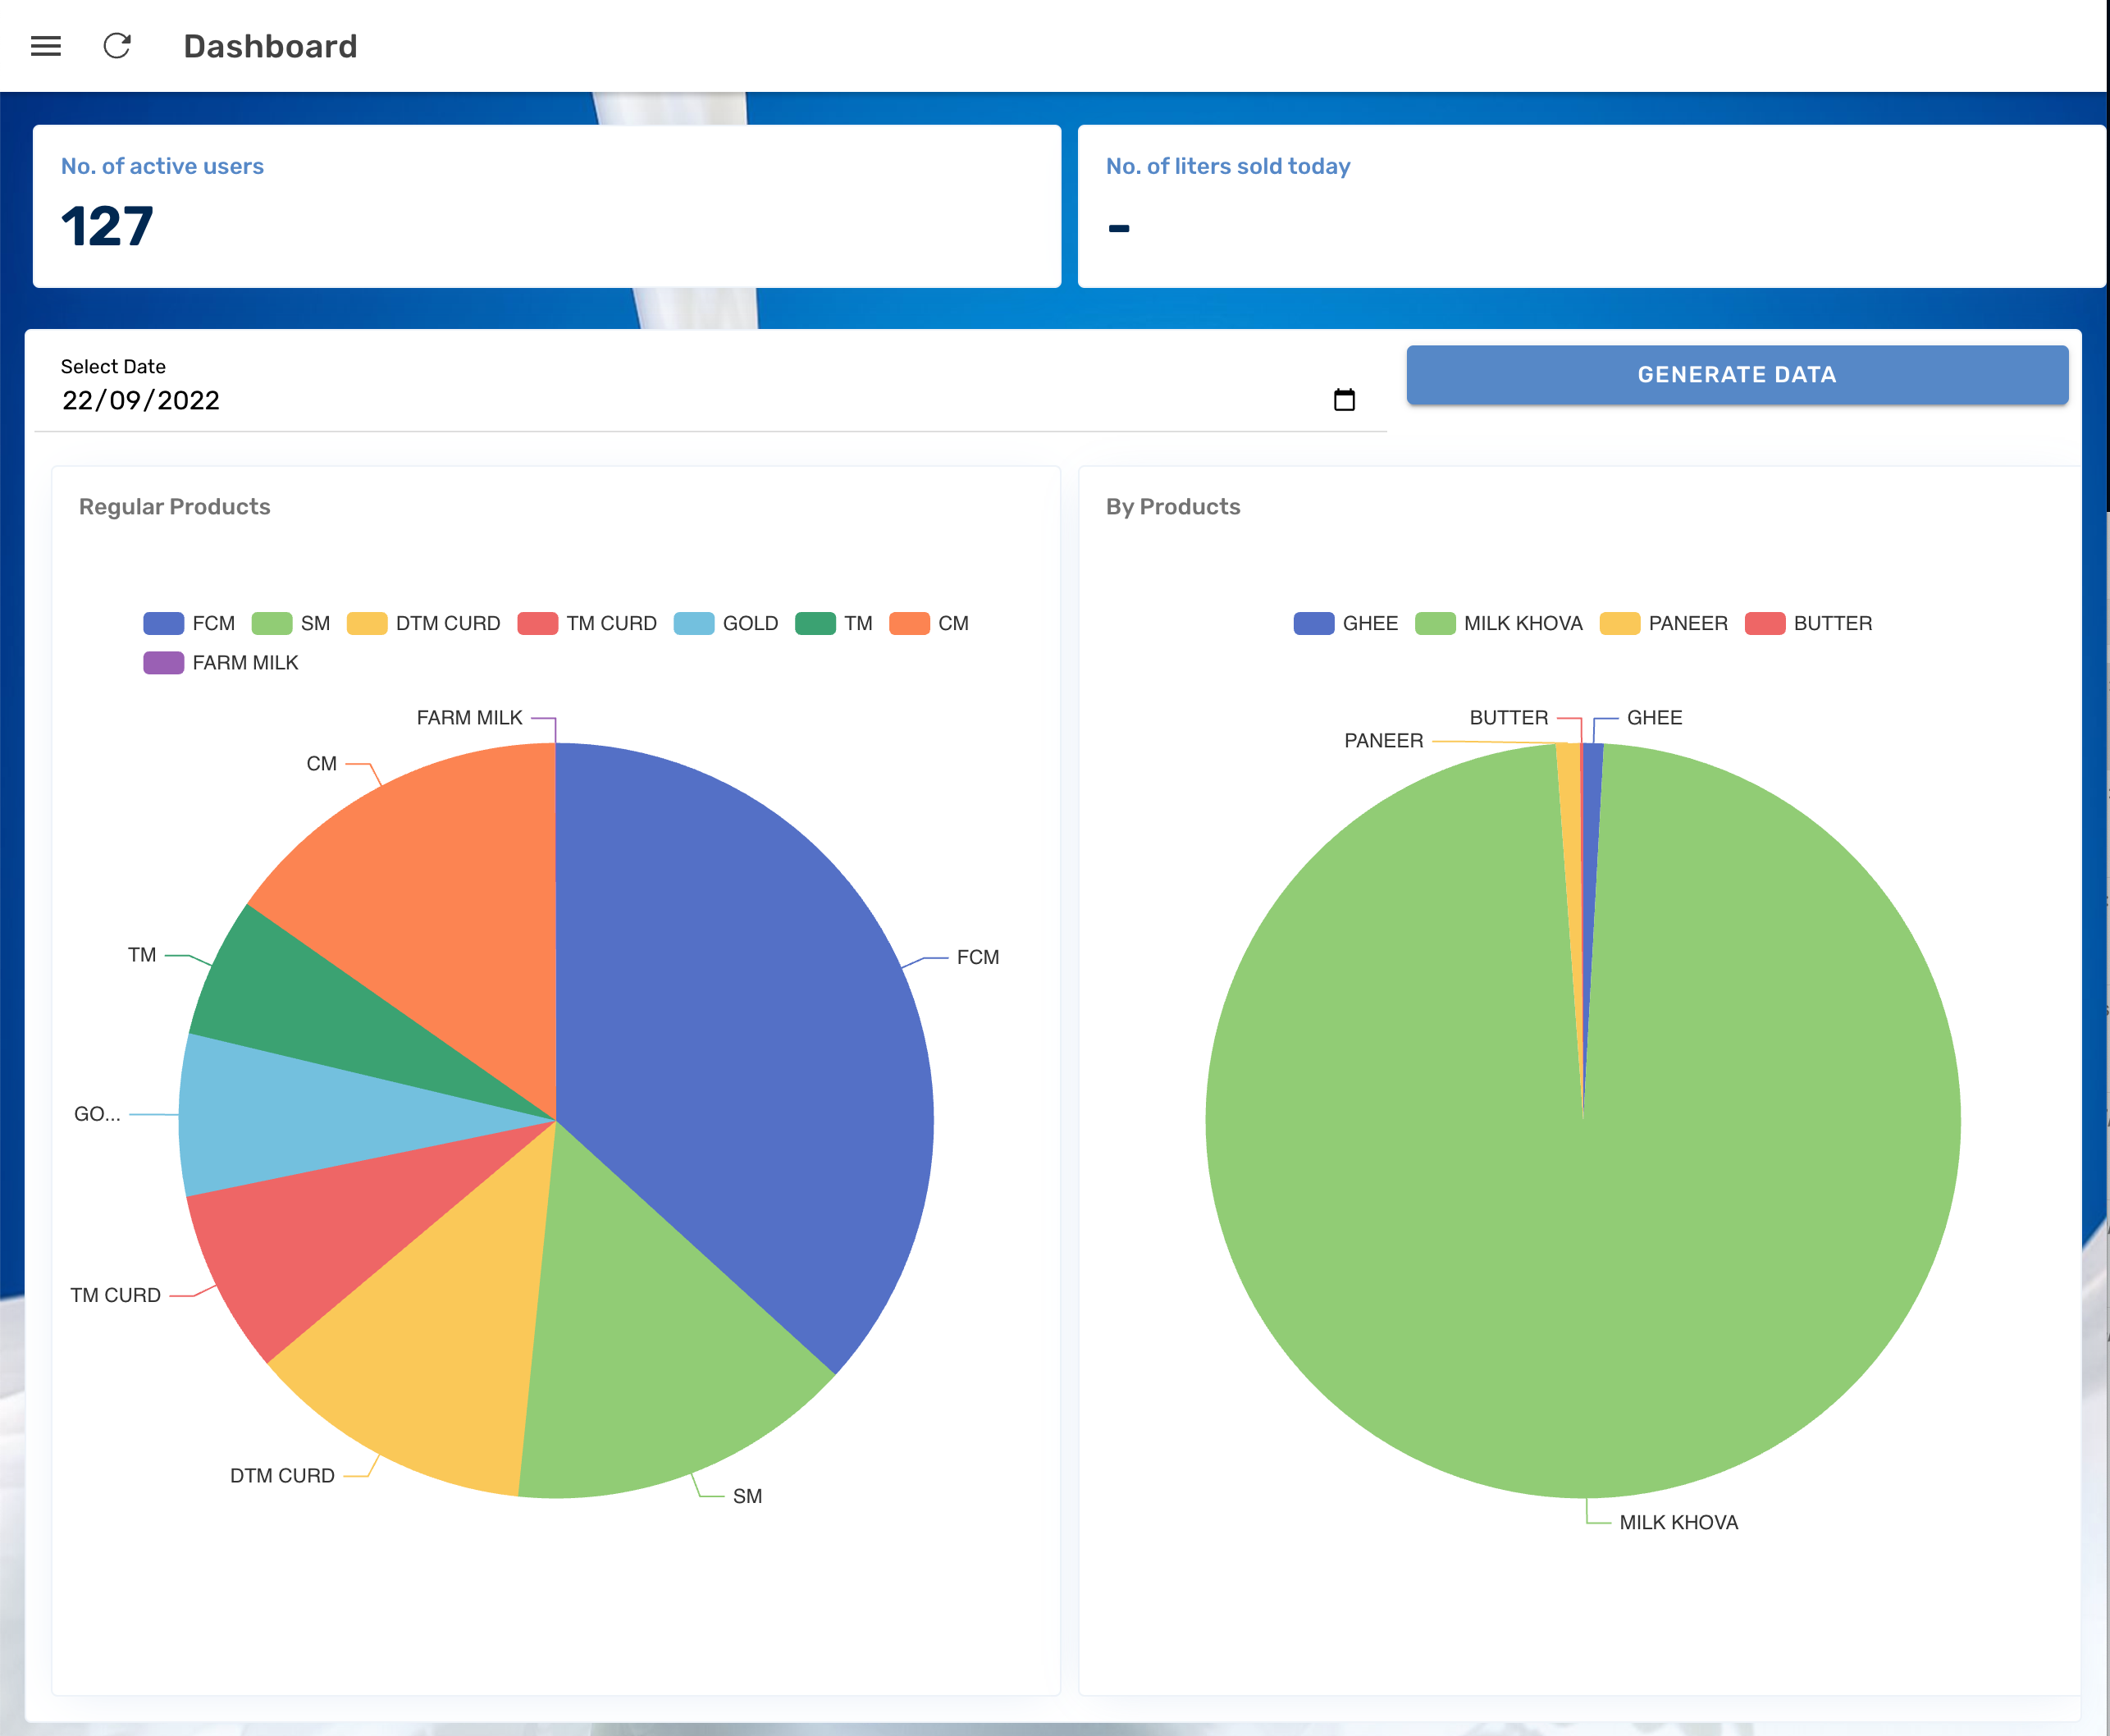 Dashboard
No. of active users
127
No. of liters sold today
-
Select Date
22/09/2022
GENERATE DATA
Regular Products
FCM SM DTM CURD TM CURD GOLD TM CM
FARM MILK
FARM MILK
CM
TM
FCM
GO...
TM CURD
DTM CURD
SM
By Products
GHEE MILK KHOVA PANEER BUTTER
BUTTER GHEE
PANEER
MILK KHOVA